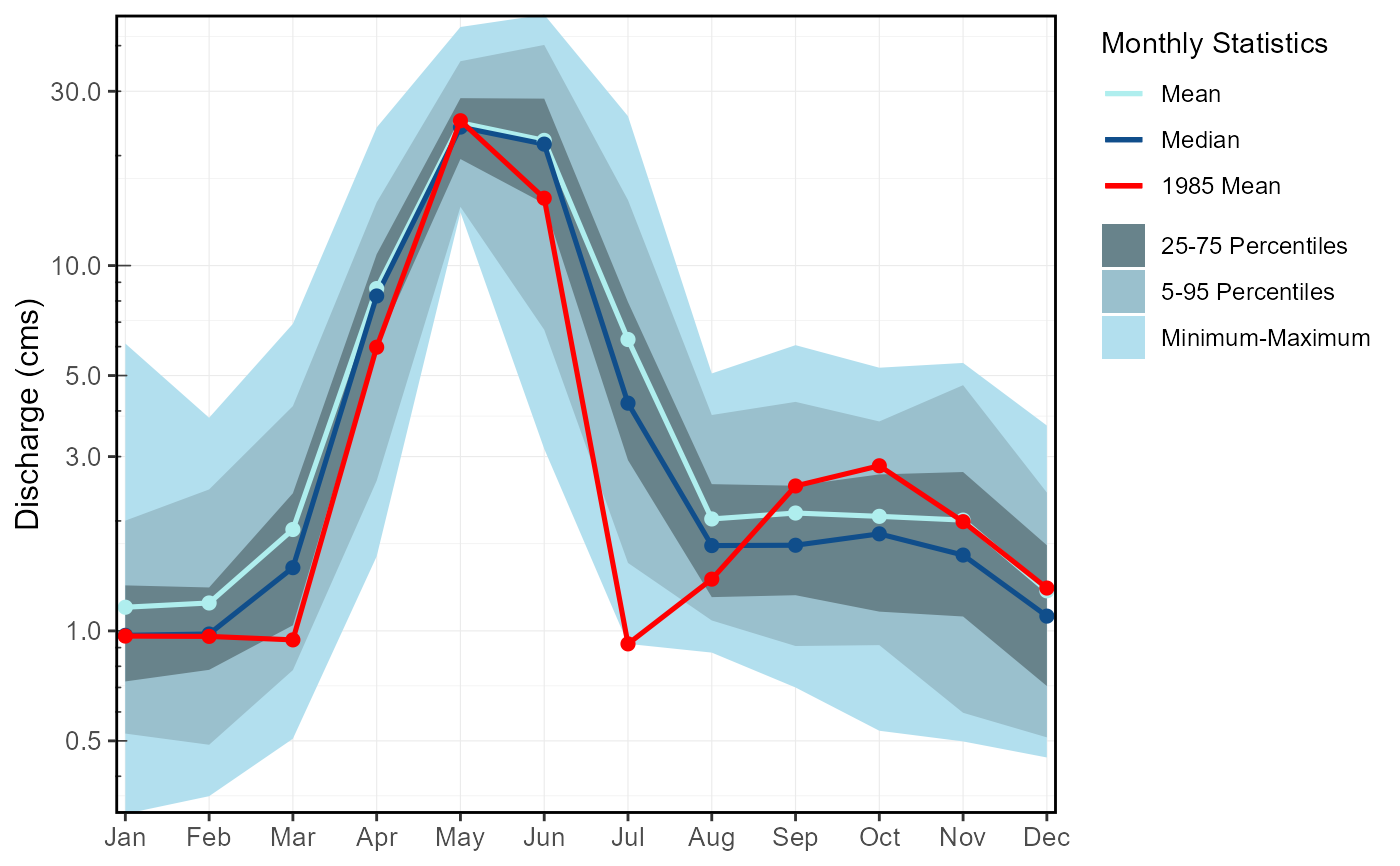 Discharge (cms)
30.0
10.0
5.0
3.0
1.0
0.5
Jan Feb Mar Apr May Jun Jul Aug Sep Oct Nov Dec
Monthly Statistics
Mean
Median
1985 Mean
25-75 Percentiles
5-95 Percentiles
Minimum-Maximum